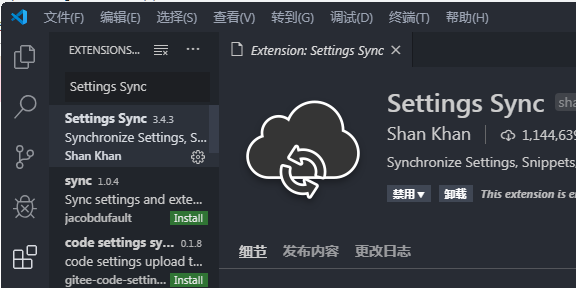 文件(F) 编辑(E) 选择(S) 查看(V) 转到(G) 调试(D) 终端(T) 帮助(H)
EXTENSIONS... ···
Extension: Settings Sync
Settings Sync
Settings Sync 3.4.3
Synchronize Settings, S...
Shan Khan
sync 1.0.4
Sync settings and exte...
jacobdufault Install
code settings sy... 0.1.8
code settings upload t...
gitee-code-settin... Install
Settings Sync sha
Shan Khan 1,144,639
Synchronize Settings, Snippets,
禁用 卸载 This extension is e
细节 发布内容 更改日志